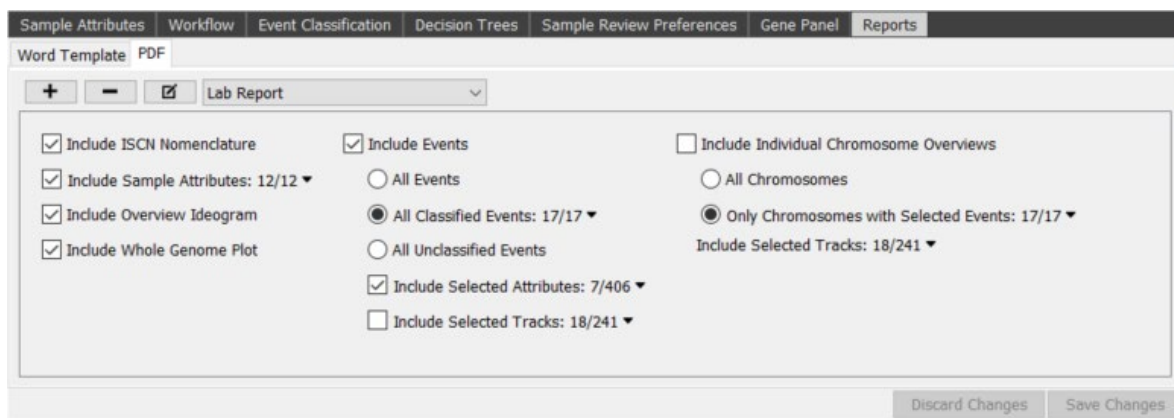 Sample Attributes Workflow Event Classification Decision Trees Sample Review Preferences Gene Panel Reports
Word Template PDF
Lab Report
Include ISCN Nomenclature Include Events Include Individual Chromosome Overviews
Include Sample Attributes: 12/12 All Events All Chromosomes
Include Overview Ideogram All Classified Events: 17/17 Only Chromosomes with Selected Events: 17/17
Include Whole Genome Plot All Unclassified Events Include Selected Tracks: 18/241
Include Selected Attributes: 7/406
Include Selected Tracks: 18/241
Discard Changes Save Changes